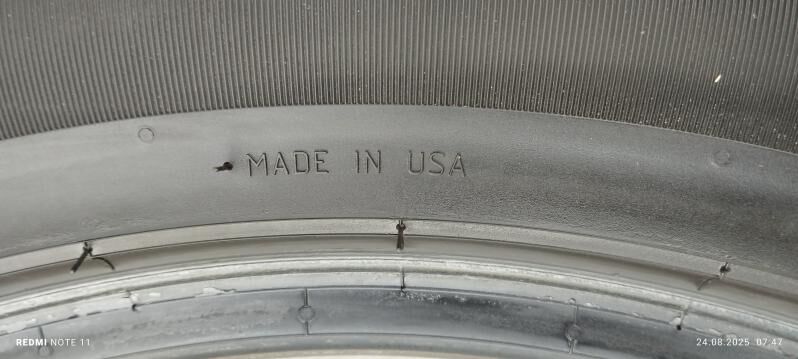 MADE IN USA
REDMI NOTE 11
24.08.2025 07:47